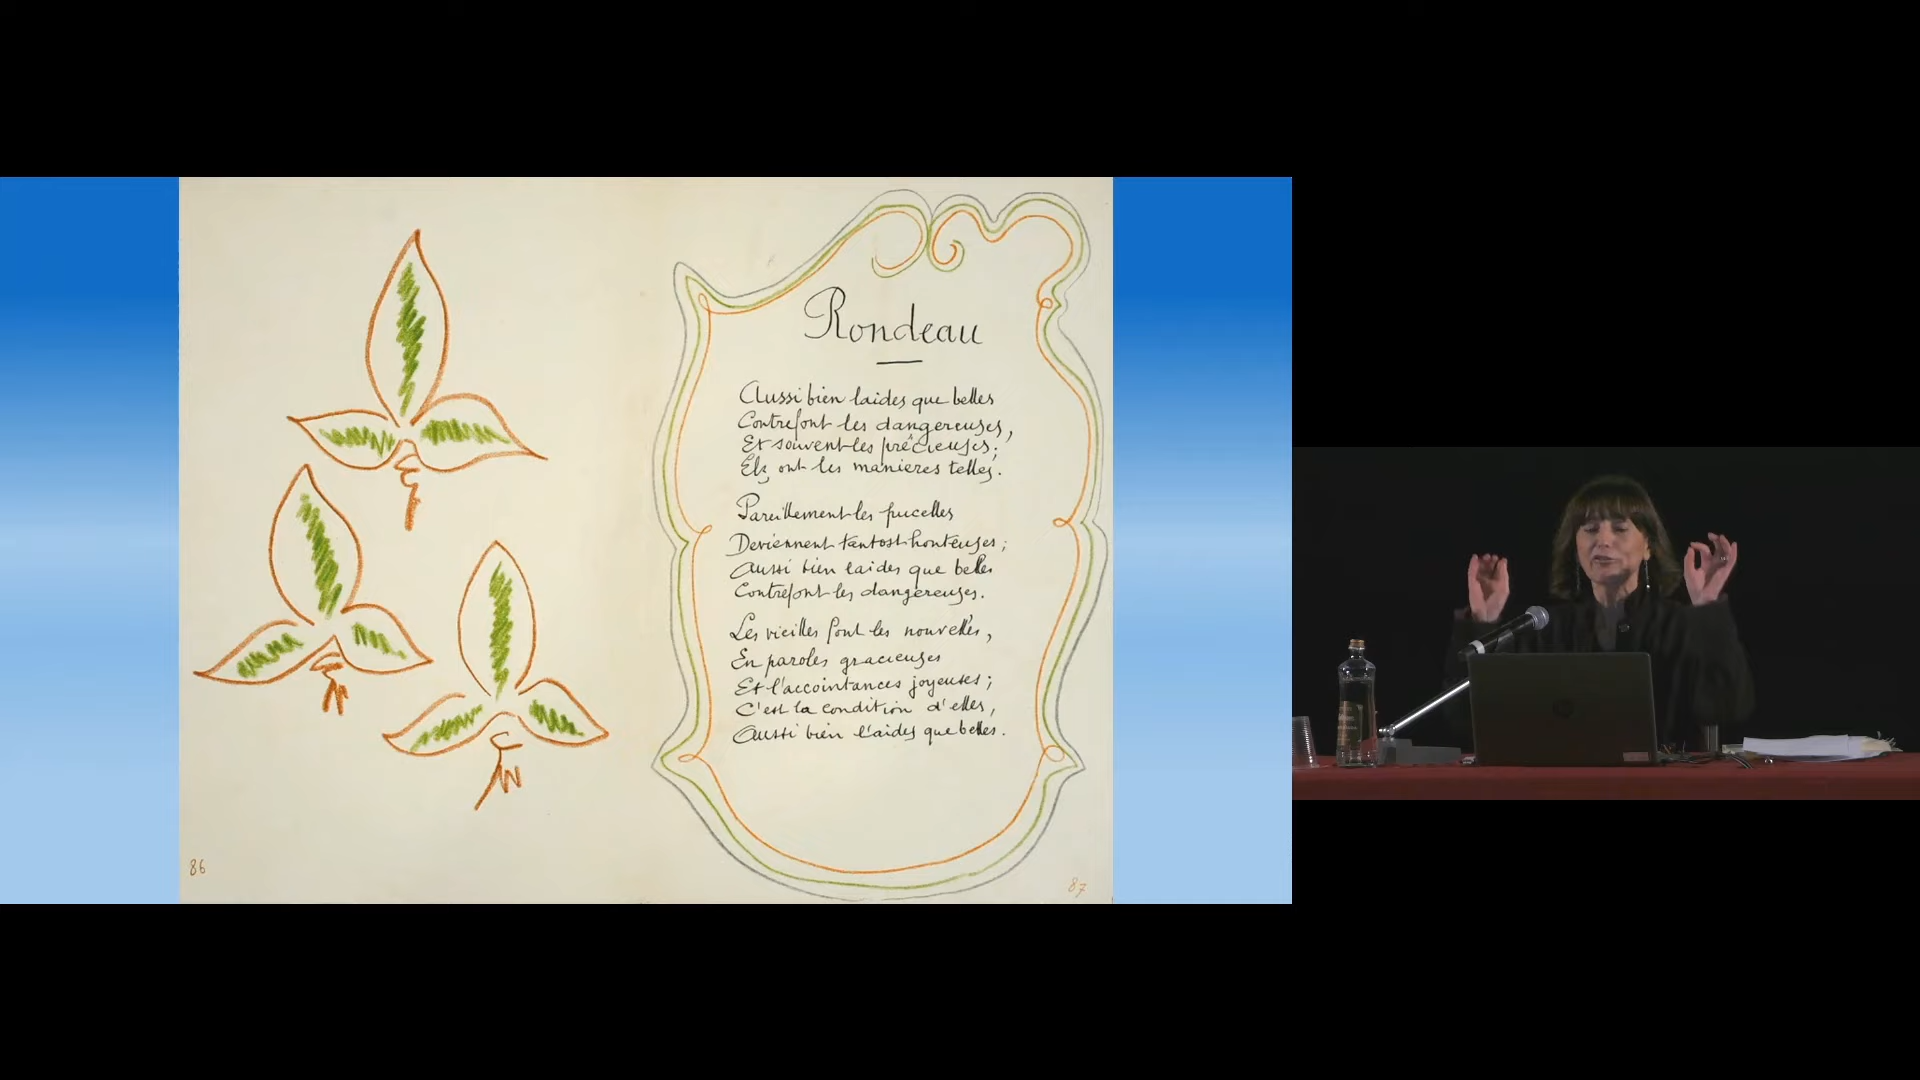 Rondeau
Aussi bien laides que belles
Contrefont les dangereuses,
Et souvent les précieuses;
Elz ont les manieres telles.
Pareillement les pucelles
Deviennent tantost honteuses;
Aussi bien laides que belles
Contrefont les dangereuses.
Les vieilles font les nouvelles,
En paroles gracieuses
Et l'accointances joyeuses;
C'est la condition d'elles,
Aussi bien l'aides que belles.
86
87